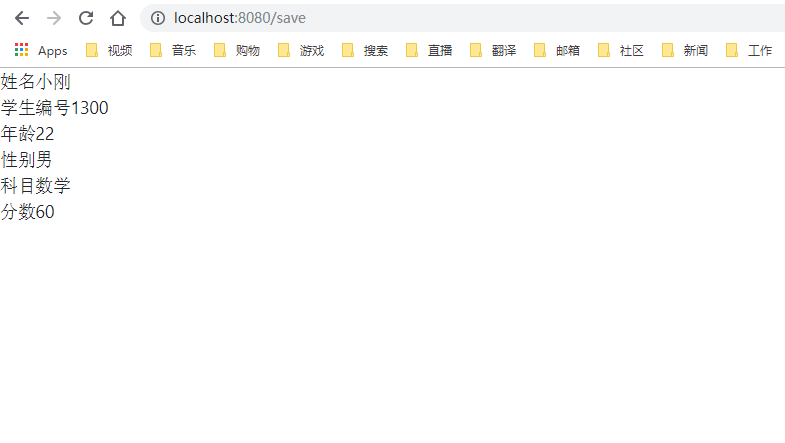 localhost:8080/save
Apps 视频 音乐 购物 游戏 搜索 直播 翻译 邮箱 社区 新闻 工作
姓名小刚
学生编号1300
年龄22
性别男
科目数学
分数60